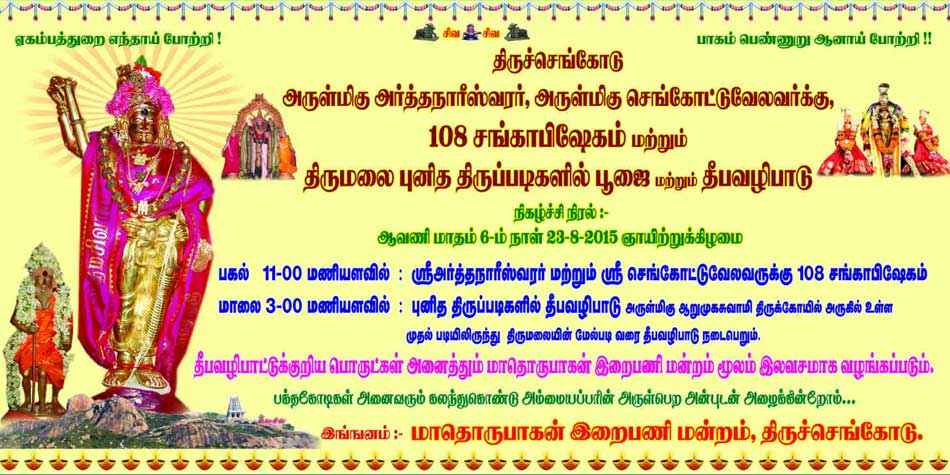 ஏகம்பத்துறை எந்தாய் போற்றி !
சிவ சிவ
பாகம் பெண்ணுறு ஆனாய் போற்றி !!
திருச்செங்கோடு
அருள்மிகு அர்த்தநாரீஸ்வரர், அருள்மிகு செங்கோட்டுவேலவர்க்கு,
108 சங்காபிஷேகம் மற்றும்
திருமலை புனித திருப்படிகளில் பூஜை மற்றும் தீபவழிபாடு
நிகழ்ச்சி நிரல் :-
ஆவணி மாதம் 6-ம் நாள் 23-8-2015 ஞாயிற்றுக்கிழமை
பகல் 11-00 மணியளவில் : ஸ்ரீஅர்த்தநாரீஸ்வரர் மற்றும் ஸ்ரீ செங்கோட்டுவேலவருக்கு 108 சங்காபிஷேகம்
மாலை 3-00 மணியளவில் : புனித திருப்படிகளில் தீபவழிபாடு அருள்மிகு ஆறுமுகசுவாமி திருக்கோயில் அருகில் உள்ள
முதல் படியிலிருந்து திருமலையின் மேல்படி வரை தீபவழிபாடு நடைபெறும்.
தீபவழிபாட்டுக்குறிய பொருட்கள் அனைத்தும் மாதொருபாகன் இறைபணி மன்றம் மூலம் இலவசமாக வழங்கப்படும்.
பக்தகோடிகள் அனைவரும் கலந்துகொண்டு அம்மையப்பரின் அருள்பெற அன்புடன் அழைக்கின்றோம்...
இங்ஙனம் :- மாதொருபாகன் இறைபணி மன்றம், திருச்செங்கோடு.